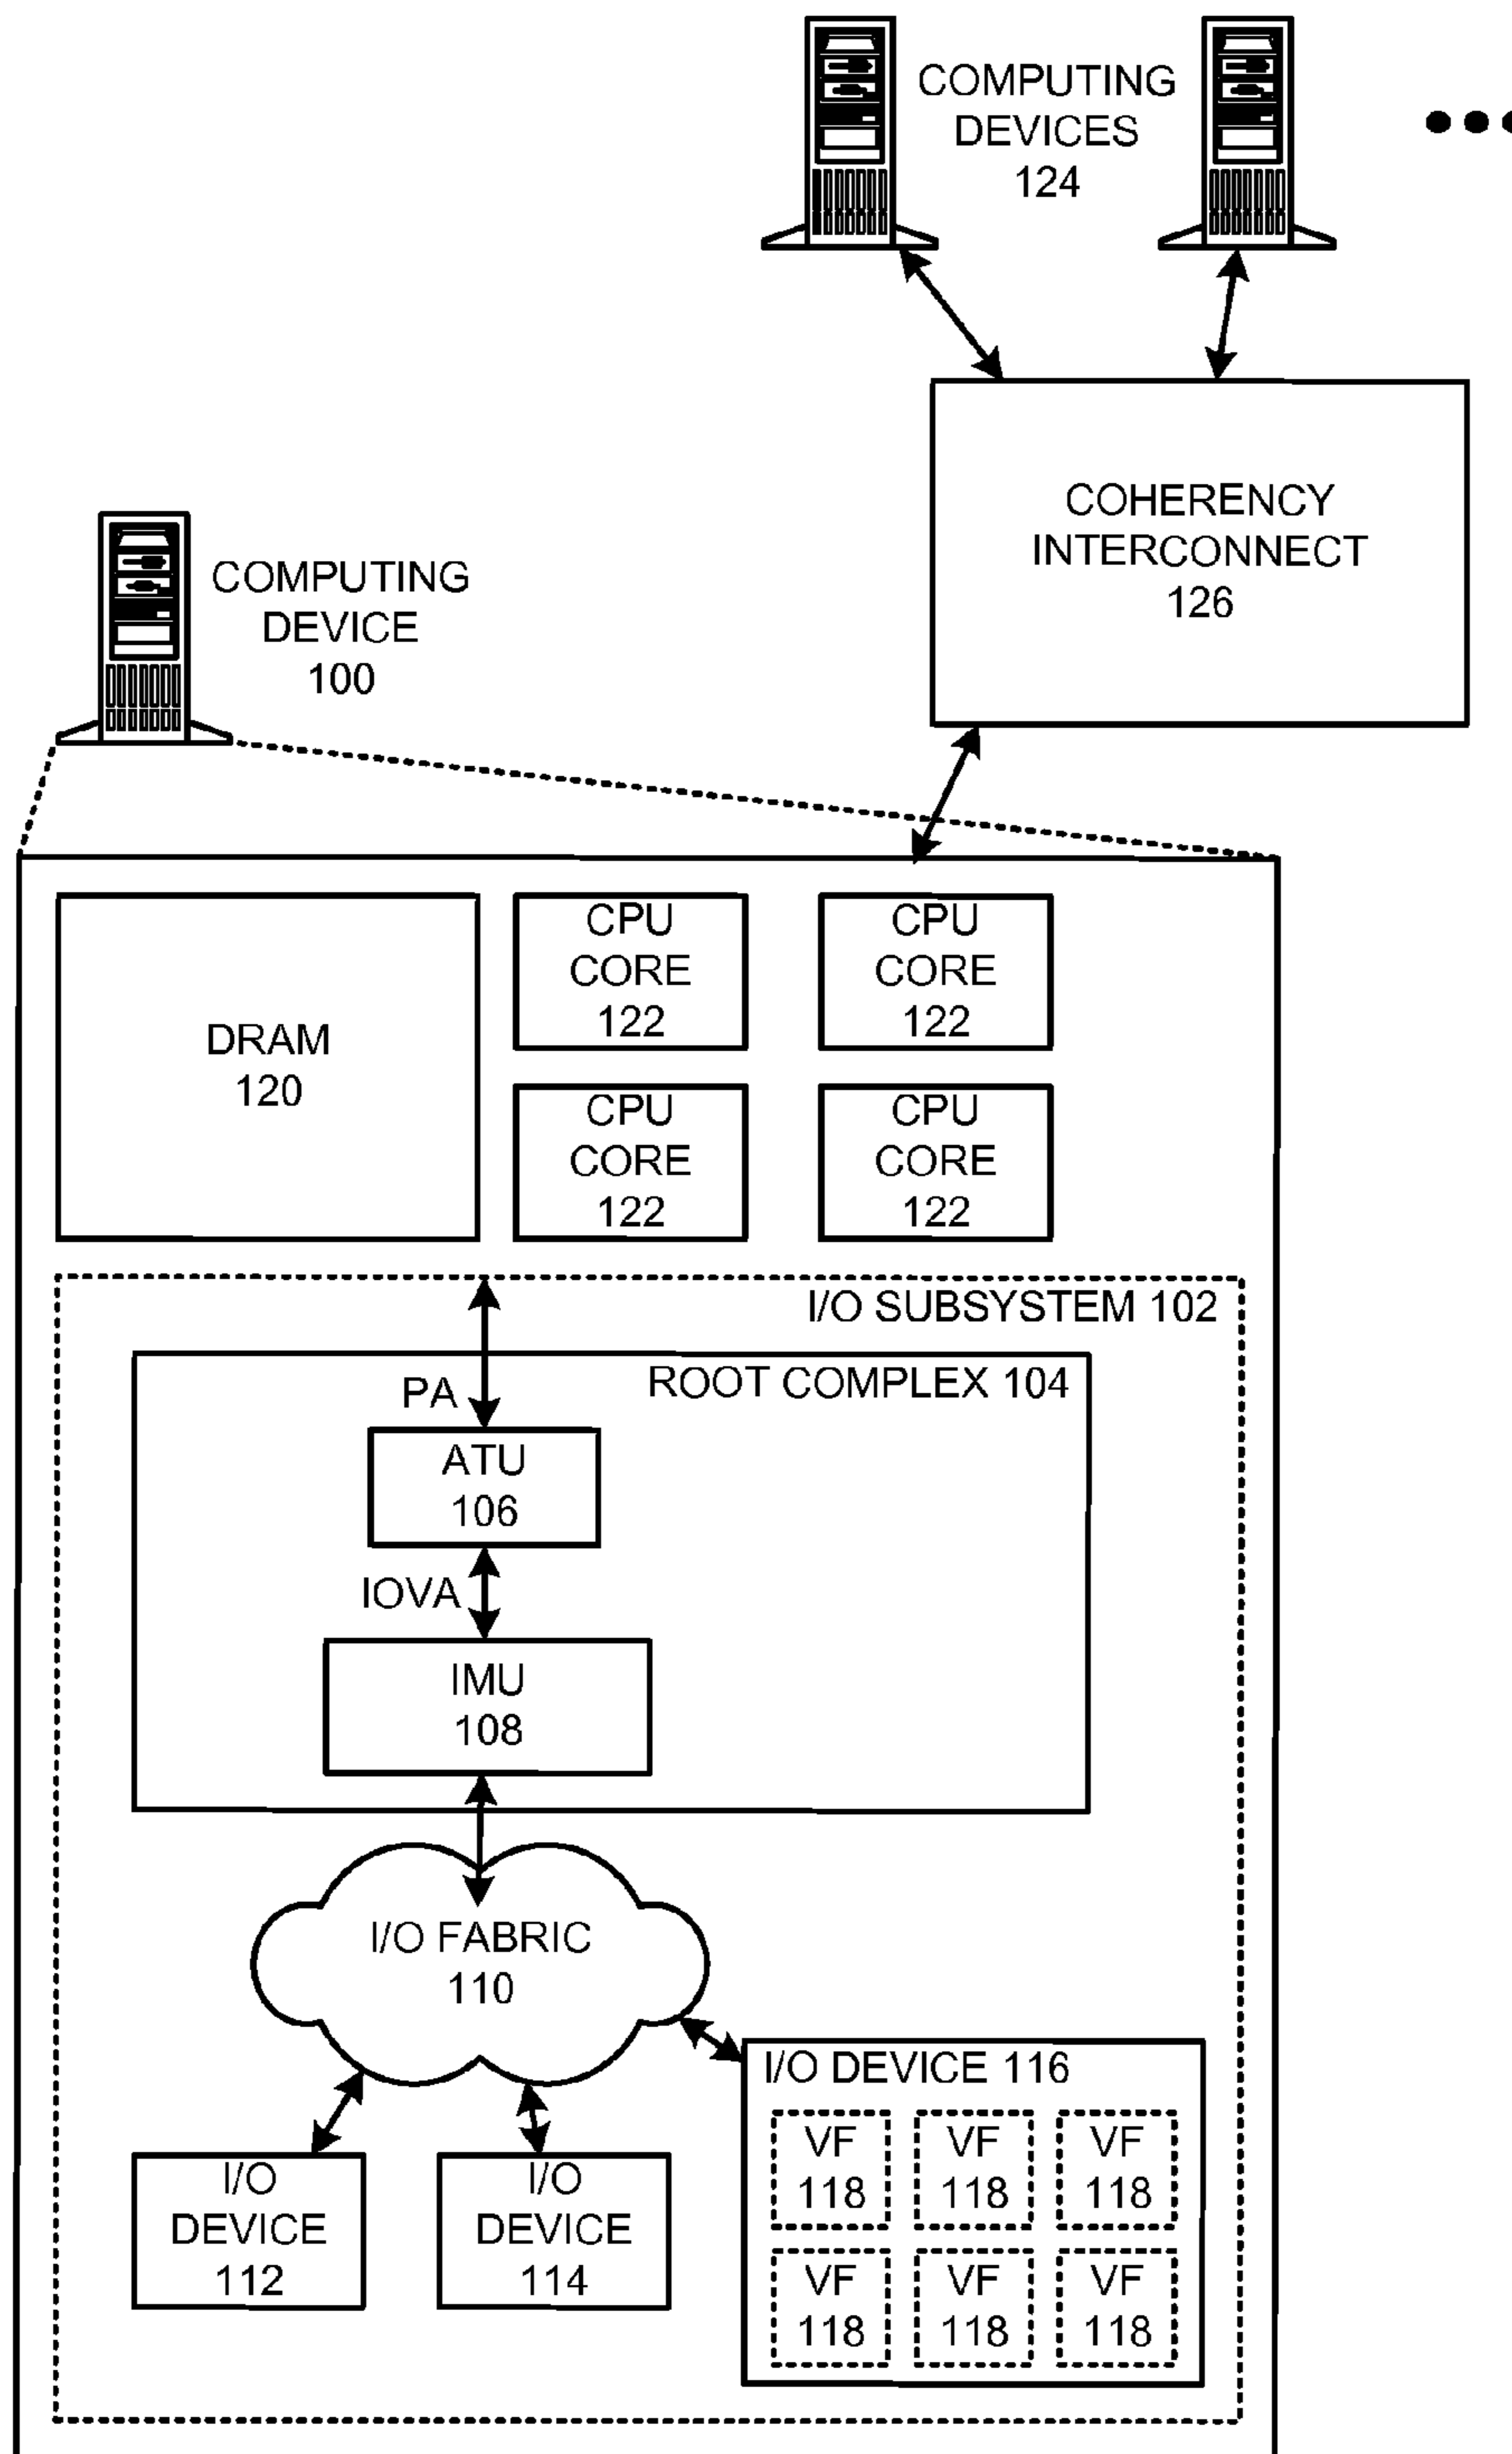 COMPUTING
DEVICES
124
COHERENCY
INTERCONNECT
126
COMPUTING
DEVICE
100
DRAM
120
CPU
CORE
122
CPU
CORE
122
CPU
CORE
122
CPU
CORE
122
I/O SUBSYSTEM 102
ROOT COMPLEX 104
PA
ATU
106
IOVA
IMU
108
I/O FABRIC
110
I/O
DEVICE
112
I/O
DEVICE
114
I/O DEVICE 116
VF
118
VF
118
VF
118
VF
118
VF
118
VF
118